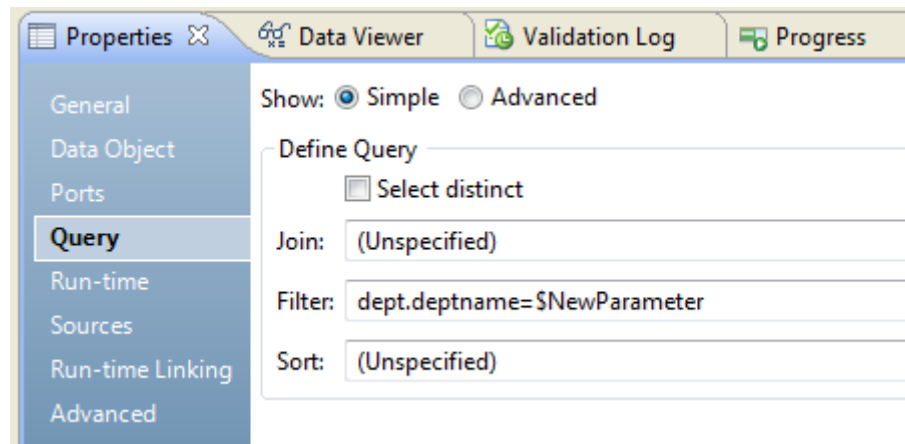 Properties Data Viewer Validation Log Progress
General
Data Object
Ports
Query
Run-time
Sources
Run-time Linking
Advanced
Show: Simple Advanced
Define Query
Select distinct
Join: (Unspecified)
Filter: dept.deptname=$NewParameter
Sort: (Unspecified)